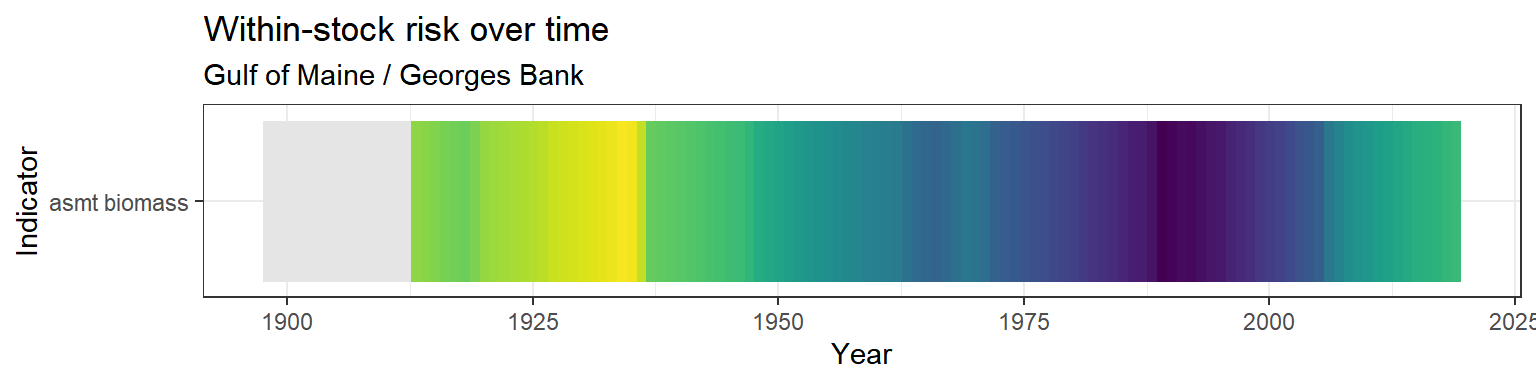 Within-stock risk over time
Gulf of Maine / Georges Bank
Indicator
asmt biomass
1900 1925 1950 1975 2000 2025
Year